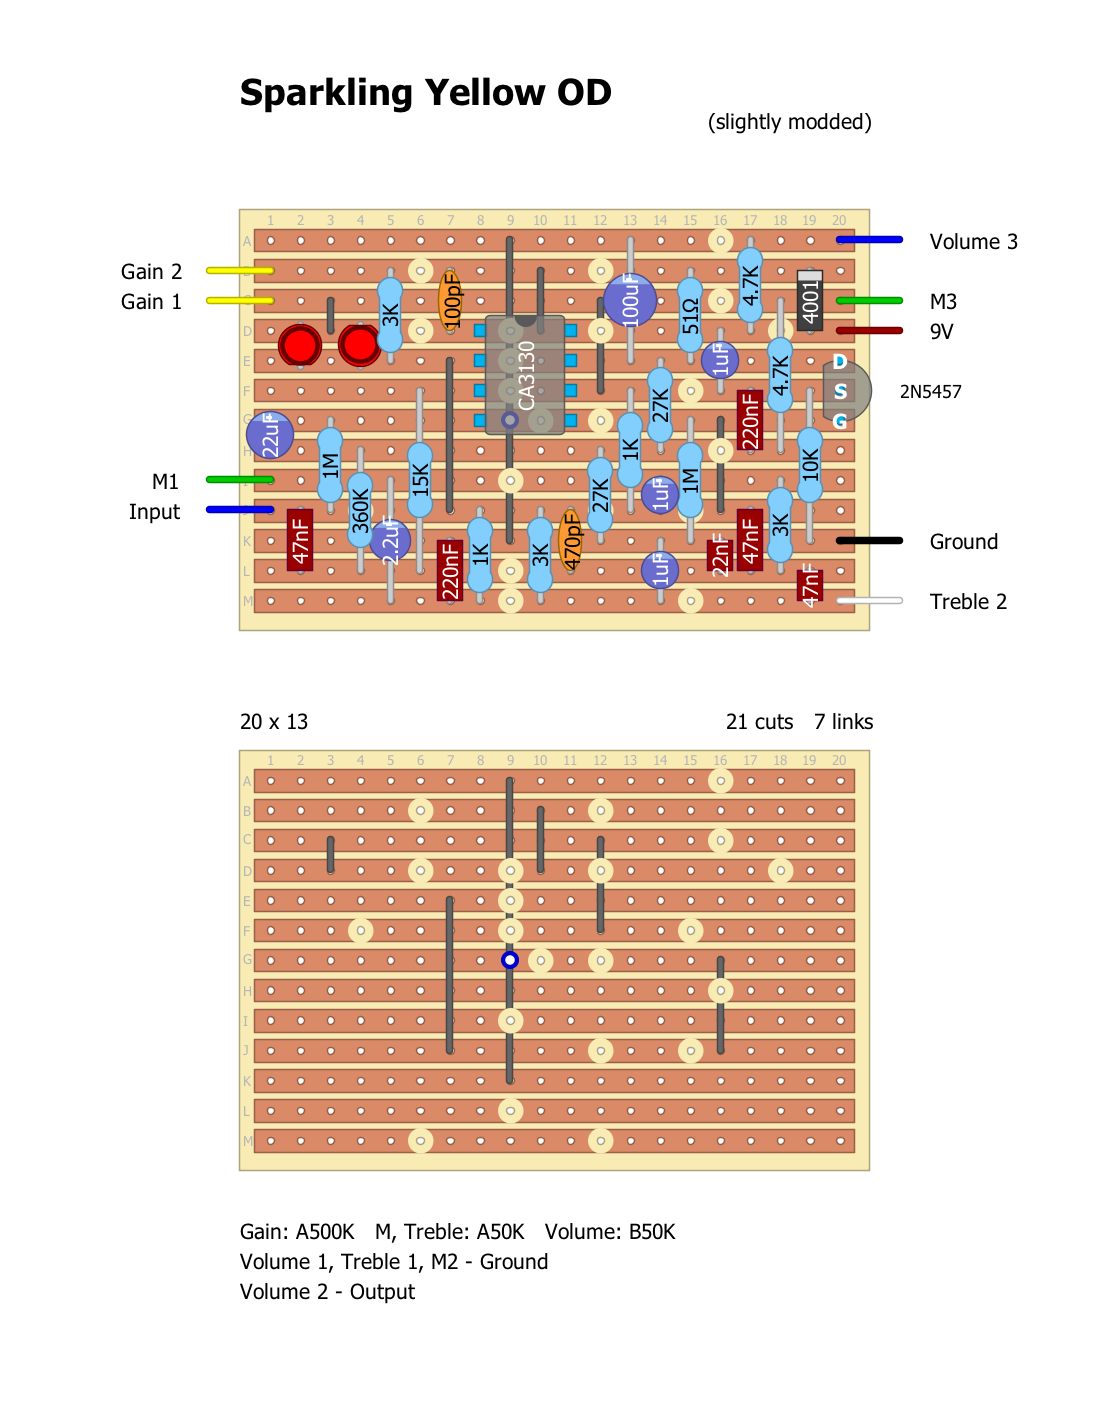 Sparkling Yellow OD
(slightly modded)
1 2 3 4 5 6 7 8 9 10 11 12 13 14 15 16 17 18 19 20
A
Volume 3
Gain 2
Gain 1
M3
9V
100pF
3K
100uF
51Ω
4.7K
4001
D
E
CA3130
1uF
4.7K
D
S
G
2N5457
F
27K
220nF
22uF
1M
15K
1K
1M
10K
H
M1
Input
360K
27K
1uF
47nF
2.2uF
220nF
1K
3K
470pF
22nF
47nF
3K
K
Ground
L
1uF
47nF
M
Treble 2
20 x 13
21 cuts 7 links
1 2 3 4 5 6 7 8 9 10 11 12 13 14 15 16 17 18 19 20
A
B
C
D
E
F
G
H
I
J
K
L
M
Gain: A500K M, Treble: A50K Volume: B50K
Volume 1, Treble 1, M2 - Ground
Volume 2 - Output